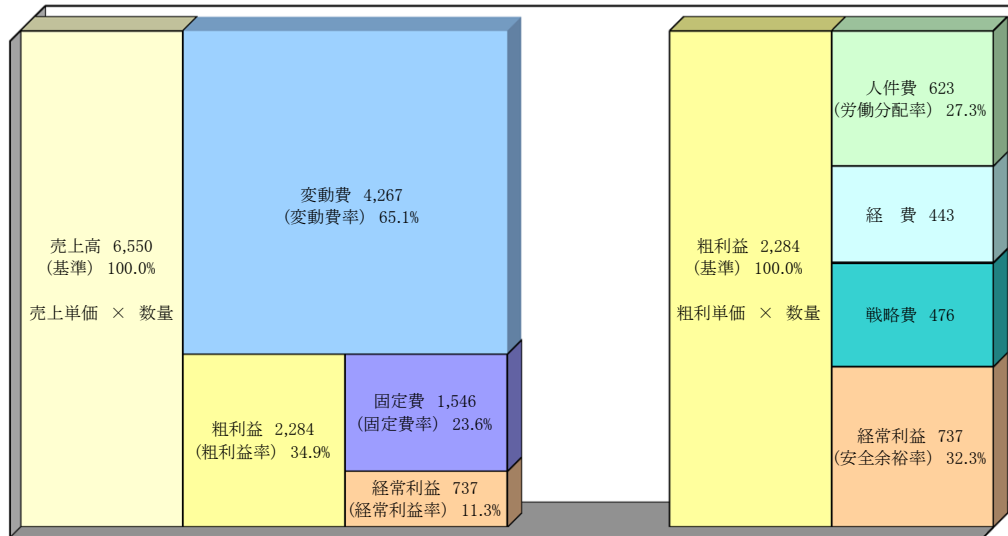 売上高 6,550
(基準) 100.0%
売上単価 × 数量
変動費 4,267
(変動費率) 65.1%
粗利益 2,284
(粗利益率) 34.9%
固定費 1,546
(固定費率) 23.6%
経常利益 737
(経常利益率) 11.3%
粗利益 2,284
(基準) 100.0%
粗利単価 × 数量
人件費 623
(労働分配率) 27.3%
経 費 443
戦略費 476
経常利益 737
(安全余裕率) 32.3%